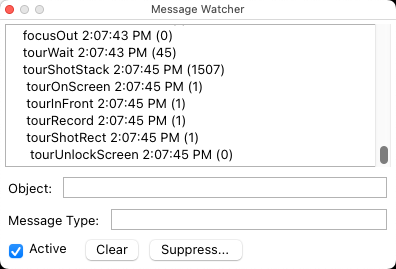 Message Watcher
focusOut 2:07:43 PM (0)
tourWait 2:07:43 PM (45)
tourShotStack 2:07:45 PM (1507)
tourOnScreen 2:07:45 PM (1)
tourInFront 2:07:45 PM (1)
tourRecord 2:07:45 PM (1)
tourShotRect 2:07:45 PM (1)
tourUnlockScreen 2:07:45 PM (0)
Object:
Message Type:
Active
Clear
Suppress...